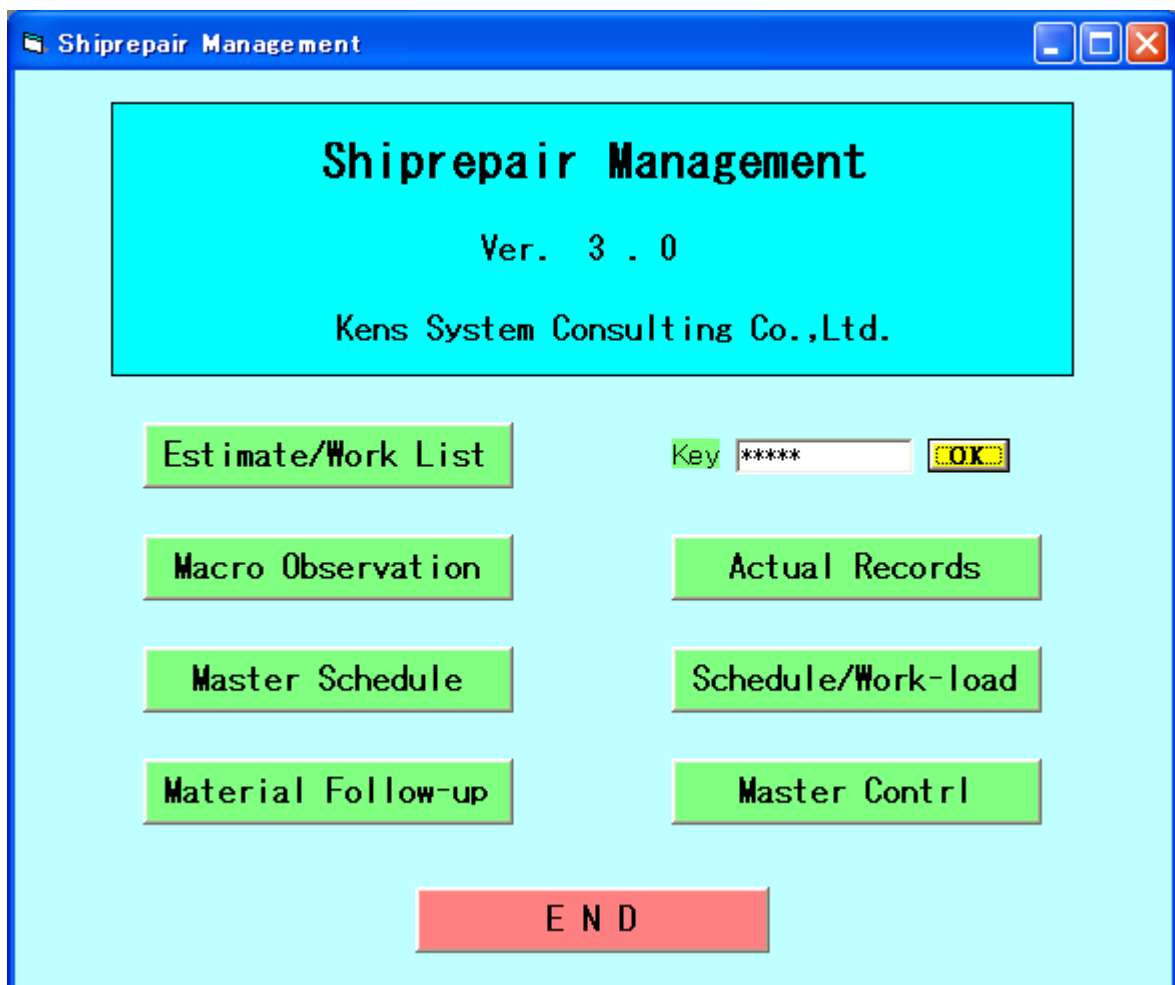 Shiprepair Management
Shiprepair Management
Ver. 3 . 0
Kens System Consulting Co.,Ltd.
Estimate/Work List
Key ***** OK
Macro Observation
Actual Records
Master Schedule
Schedule/Work-load
Material Follow-up
Master Contrl
E N D